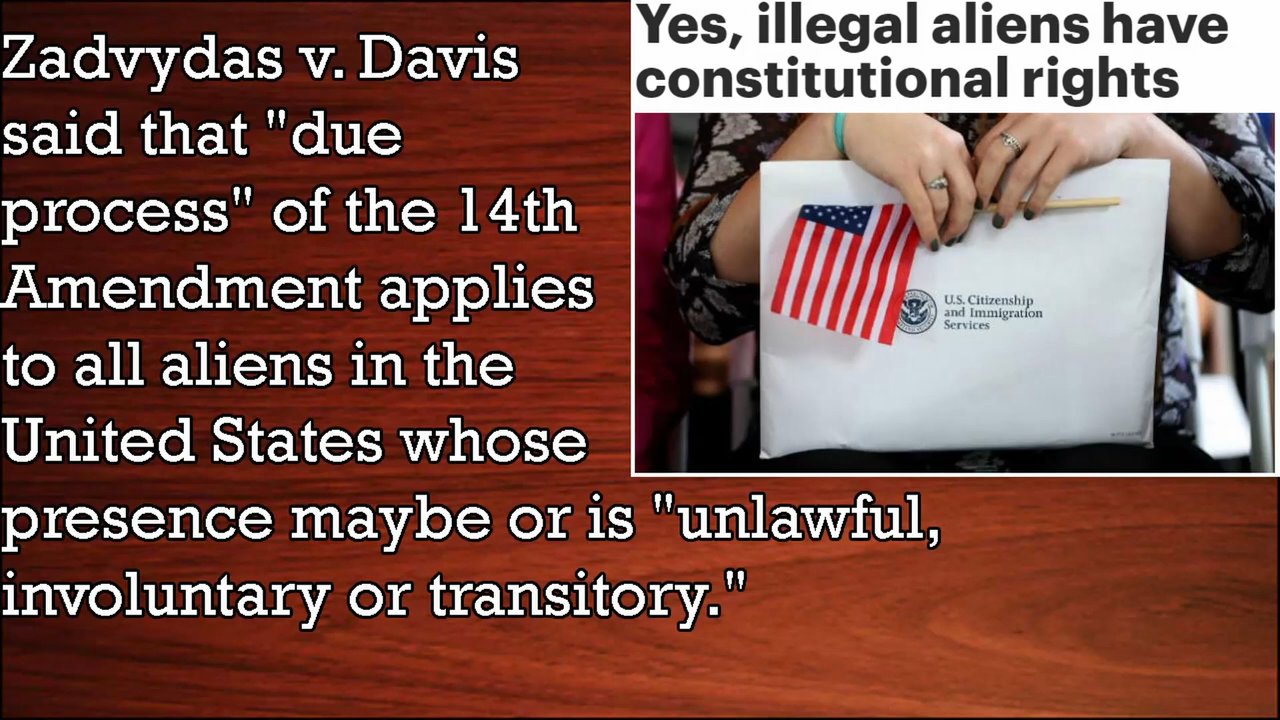 Zadvydas v. Davis
said that "due
process" of the 14th
Amendment applies
to all aliens in the
United States whose
presence maybe or is "unlawful,
involuntary or transitory."
Yes, illegal aliens have
constitutional rights
U.S. Citizenship
and Immigration
Services